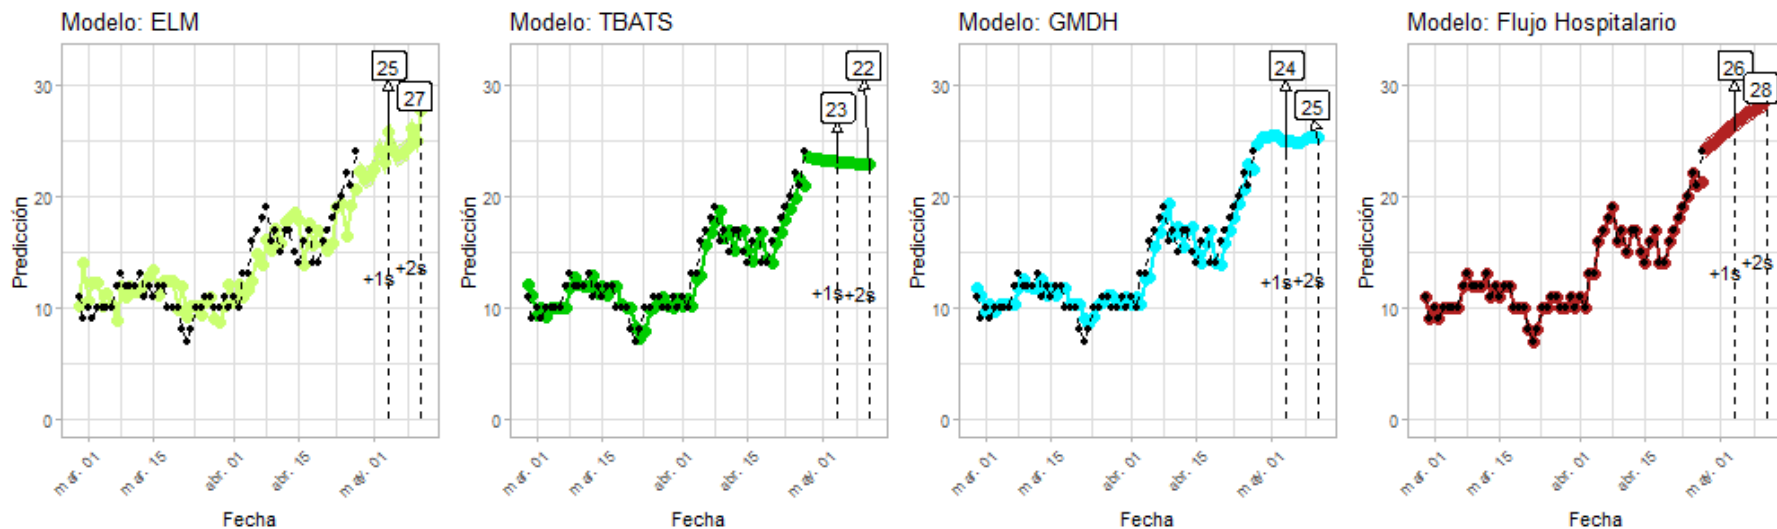 Modelo: ELM
Predicción
30
20
10
0
25
27
+1s
+2s
mar. 01
mar. 15
abr. 01
abr. 15
may. 01
Fecha
Modelo: TBATS
Predicción
30
20
10
0
23
22
+1s
+2s
mar. 01
mar. 15
abr. 01
abr. 15
may. 01
Fecha
Modelo: GMDH
Predicción
30
20
10
0
24
25
+1s
+2s
mar. 01
mar. 15
abr. 01
abr. 15
may. 01
Fecha
Modelo: Flujo Hospitalario
Predicción
30
20
10
0
26
28
+1s
+2s
mar. 01
mar. 15
abr. 01
abr. 15
may. 01
Fecha